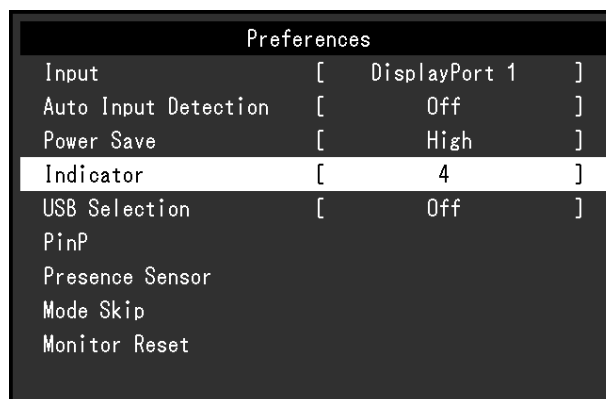 Preferences
Input [ DisplayPort 1 ]
Auto Input Detection [ Off ]
Power Save [ High ]
Indicator [ 4 ]
USB Selection [ Off ]
PinP
Presence Sensor
Mode Skip
Monitor Reset